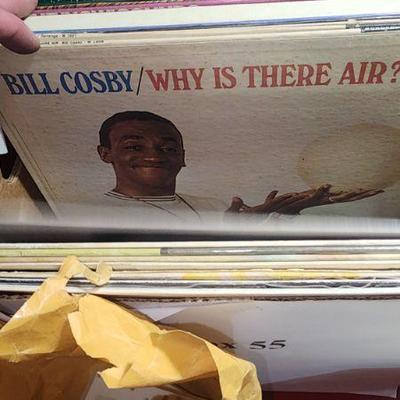 BILL COSBY/WHY IS THERE AIR?
55